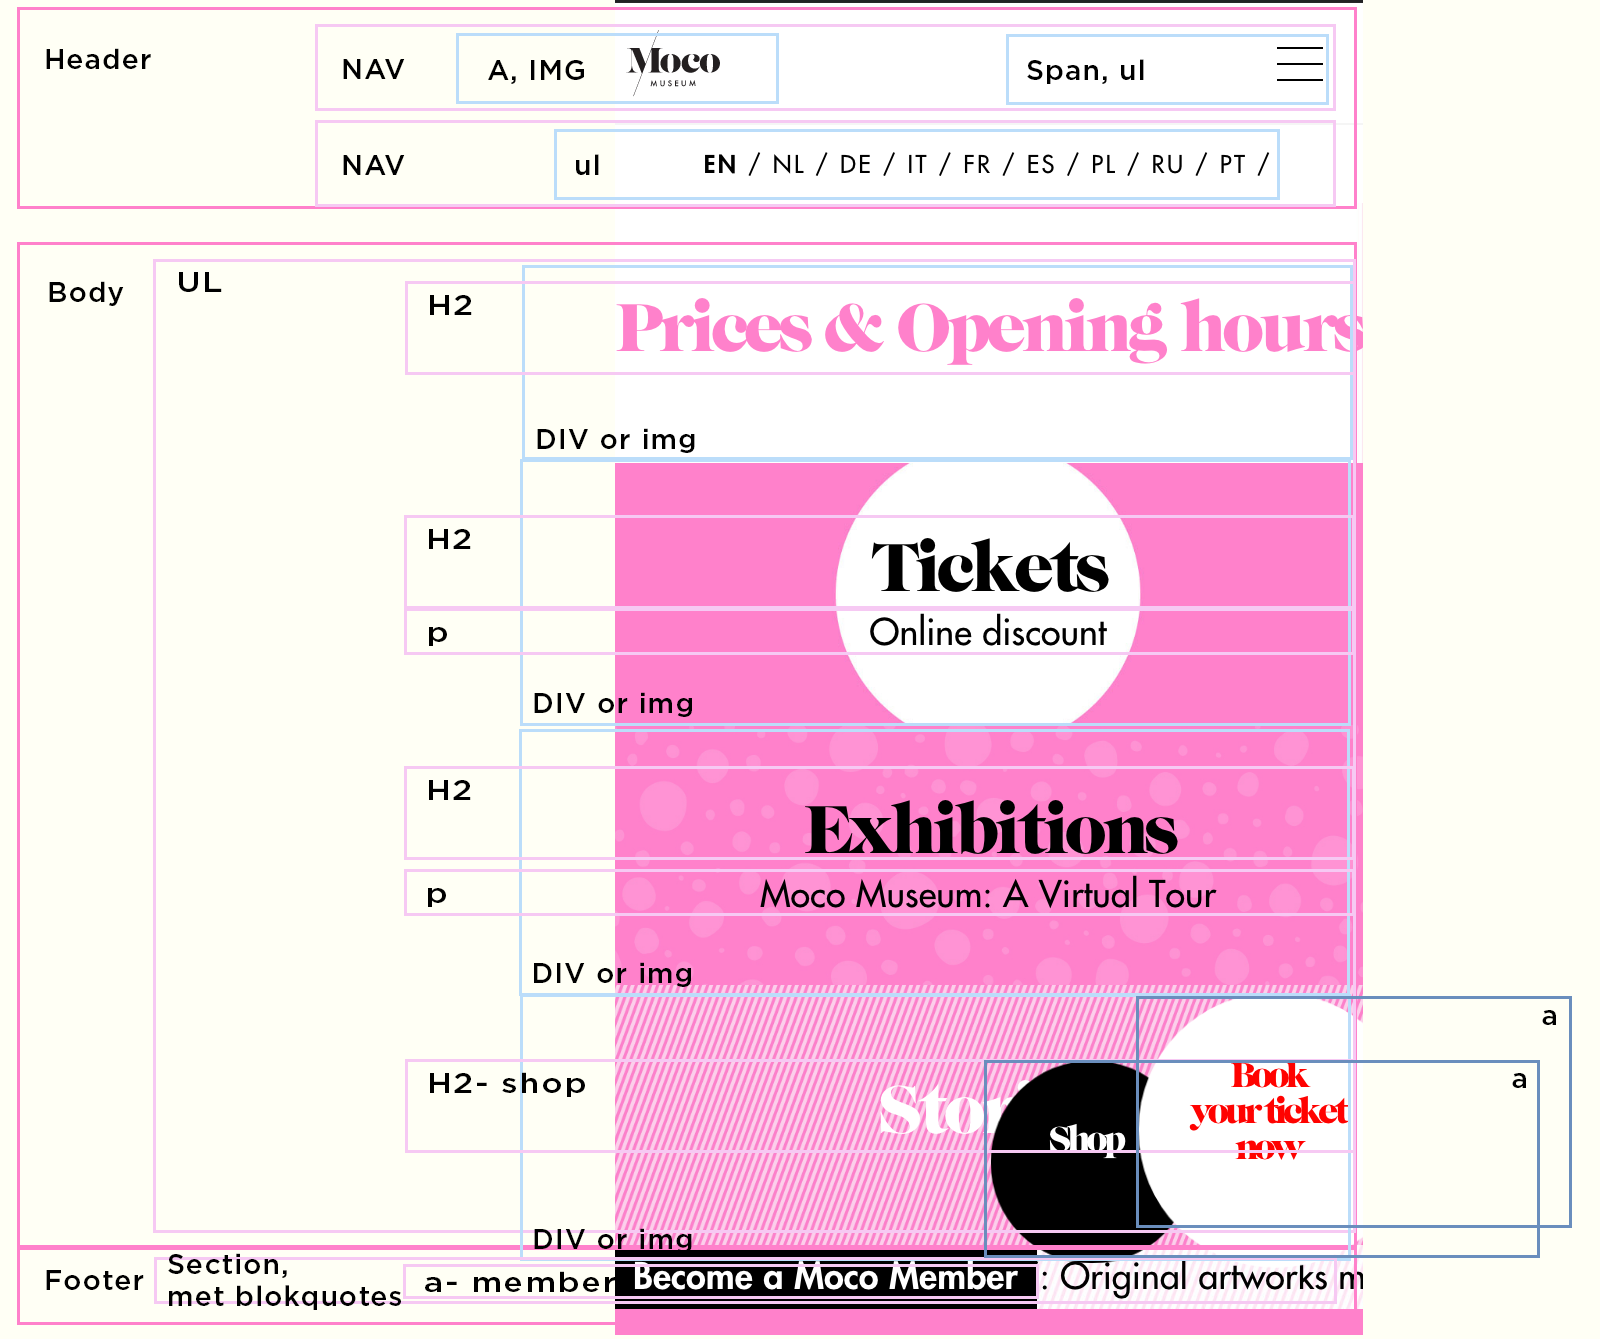 Header
NAV
A, IMG
Moco
MUSEUM
Span, ul
NAV
ul
EN / NL / DE / IT / FR / ES / PL / RU / PT /
Body
UL
H2
Prices & Opening hours
DIV or img
H2
Tickets
p
Online discount
DIV or img
H2
Exhibitions
p
Moco Museum: A Virtual Tour
DIV or img
a
a
H2- shop
Book
your ticket
now
Shop
DIV or img
Footer
Section,
met blokquotes
a- member
Become a Moco Member : Original artworks